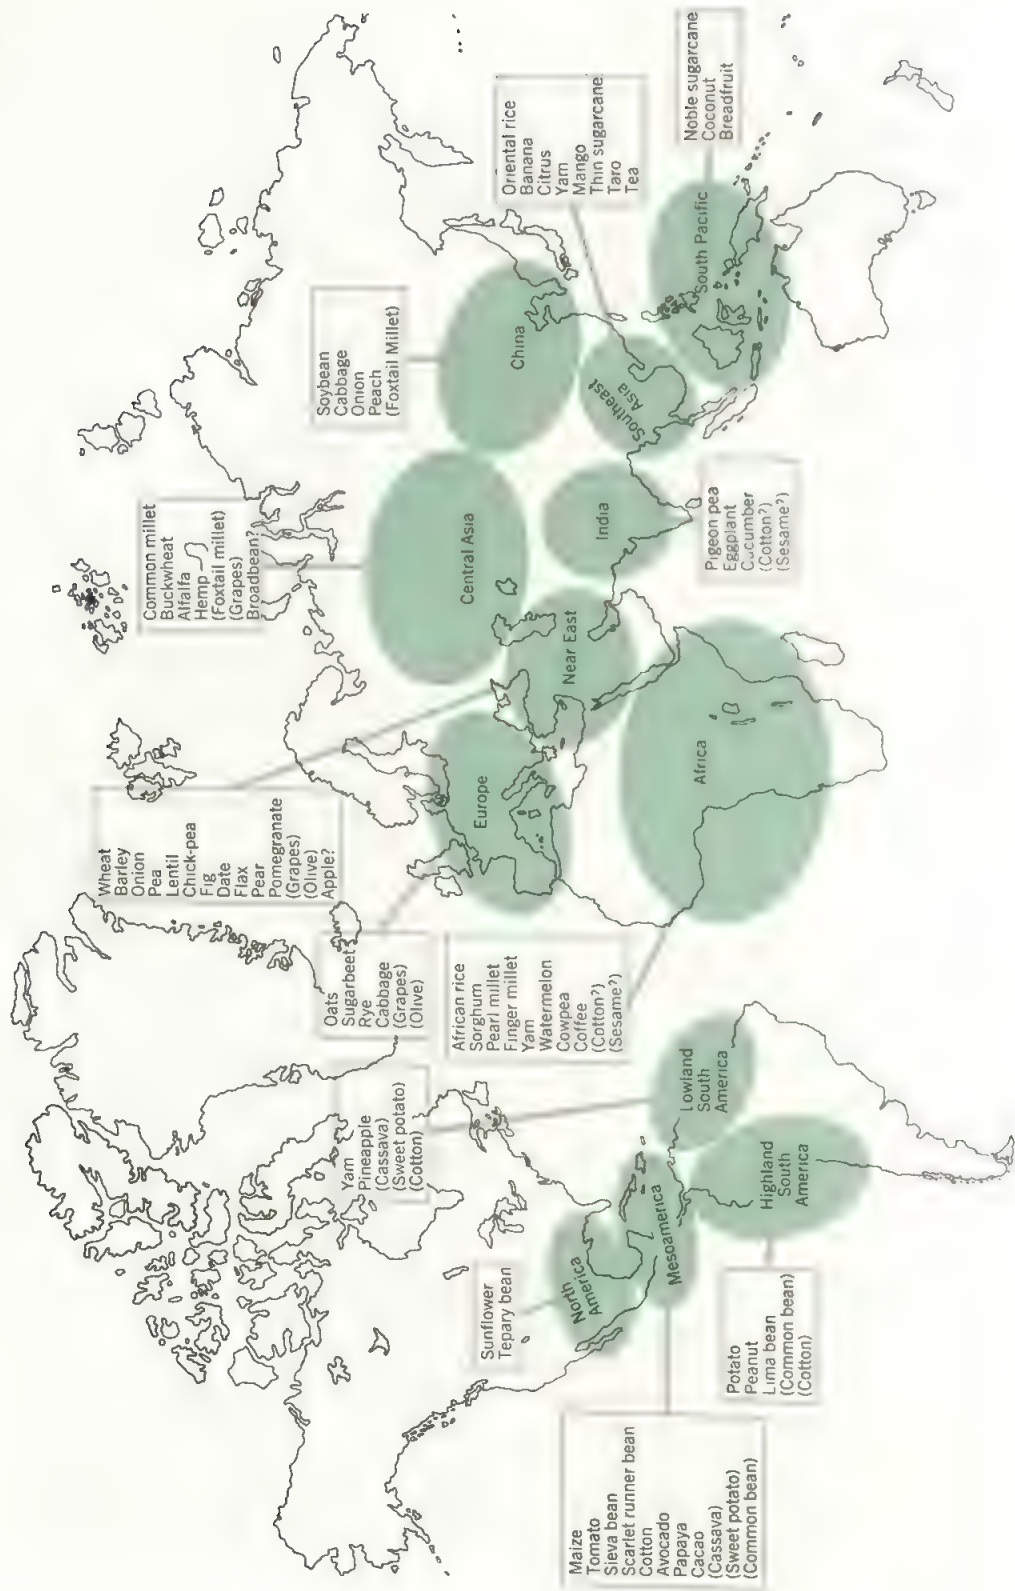 Maize
Tomato
Sieva bean
Scarlet runner bean
Cotton
Avocado
Papaya
Cacao
(Cassava)
(Sweet potato)
(Common bean)
Sunflower
Tepary bean
Yam
Pineapple
(Cassava)
(Sweet potato)
(Cotton)
Potato
Peanut
Lima bean
(Common bean)
(Cotton)
North
America
Mesoamerica
Lowland
South
America
Highland
South
America
Oats
Sugarbeet
Rye
Cabbage
(Grapes)
(Olive)
Wheat
Barley
Onion
Pea
Lentil
Chick-pea
Fig
Date
Flax
Pear
Pomegranate
(Grapes)
(Olive)
Apple?
African rice
Sorghum
Pearl millet
Finger millet
Yam
Watermelon
Cowpea
Coffee
(Cotton?)
(Sesame?)
Europe
Near East
Africa
Common millet
Buckwheat
Alfalfa
Hemp
(Foxtail millet)
(Grapes)
Broadbean?
Central Asia
India
Pigeon pea
Eggplant
Cucumber
(Cotton?)
(Sesame?)
Soybean
Cabbage
Onion
Peach
(Foxtail Millet)
China
Southeast
Asia
South Pacific
Oriental rice
Banana
Citrus
Yam
Mango
Thin sugarcane
Taro
Tea
Noble sugarcane
Coconut
Breadfruit